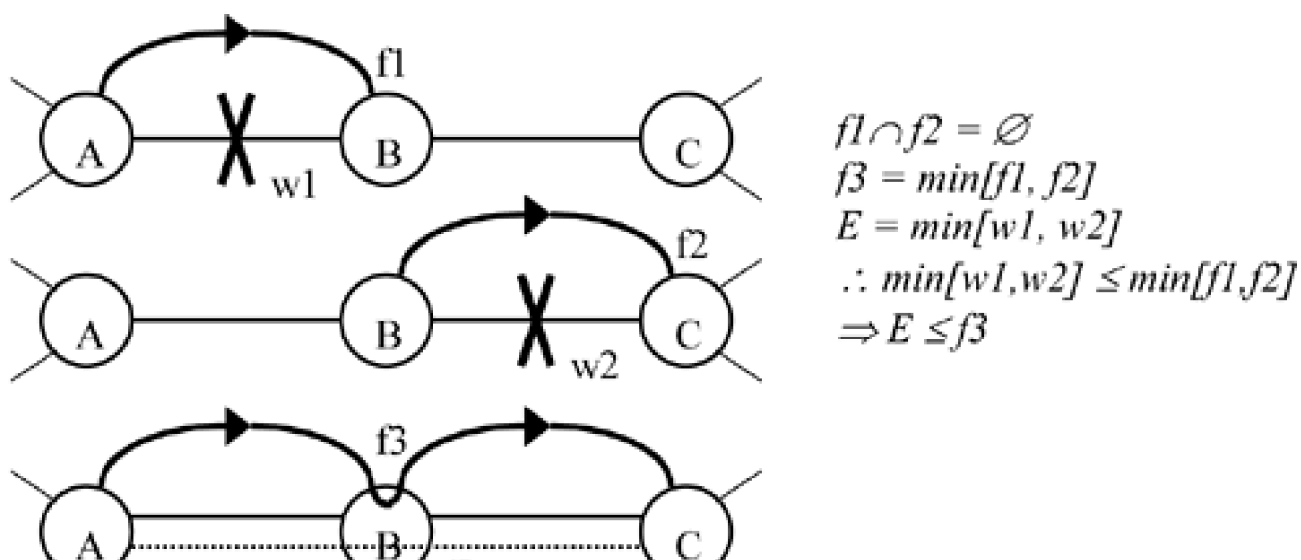 f1
A B C
w1
f2
A B C
w2
f3
A B C
f1∩f2 = ∅
f3 = min[f1, f2]
E = min[w1, w2]
∴ min[w1,w2] ≤ min[f1,f2]
⇒ E ≤ f3